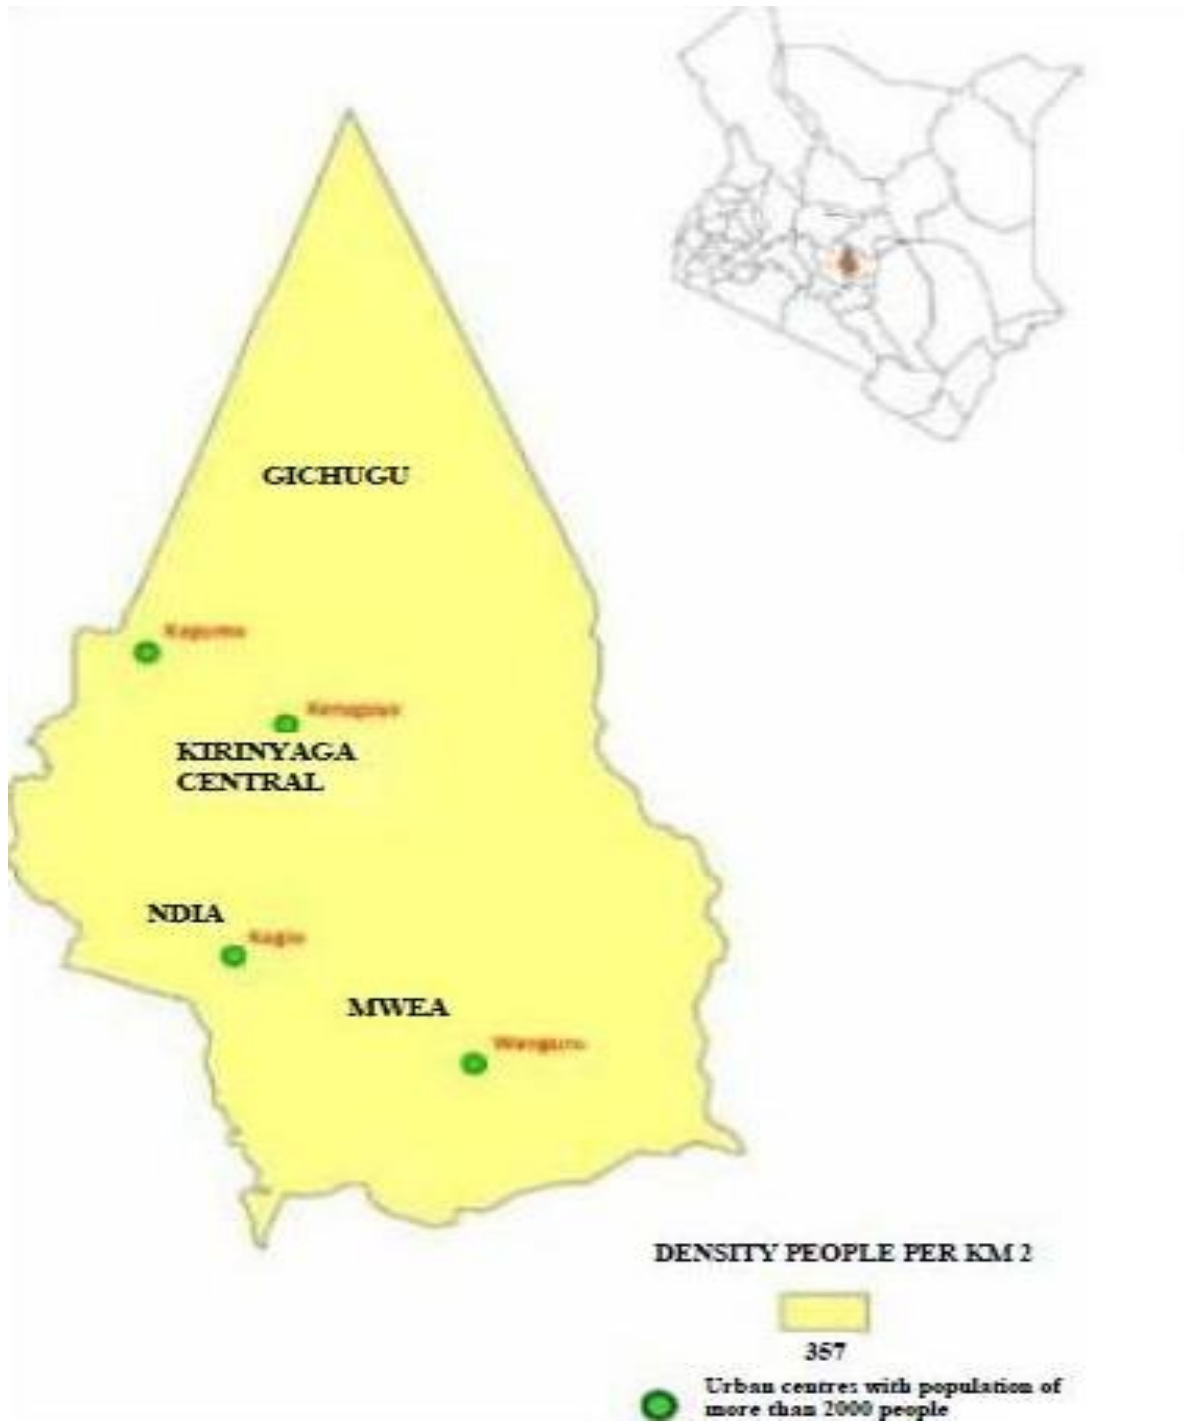 GICHUGU
KIRINYAGA
CENTRAL
NDIA
Kagio
MWEA
Wanguru
DENSITY PEOPLE PER KM 2
357
Urban centres with population of
more than 2000 people